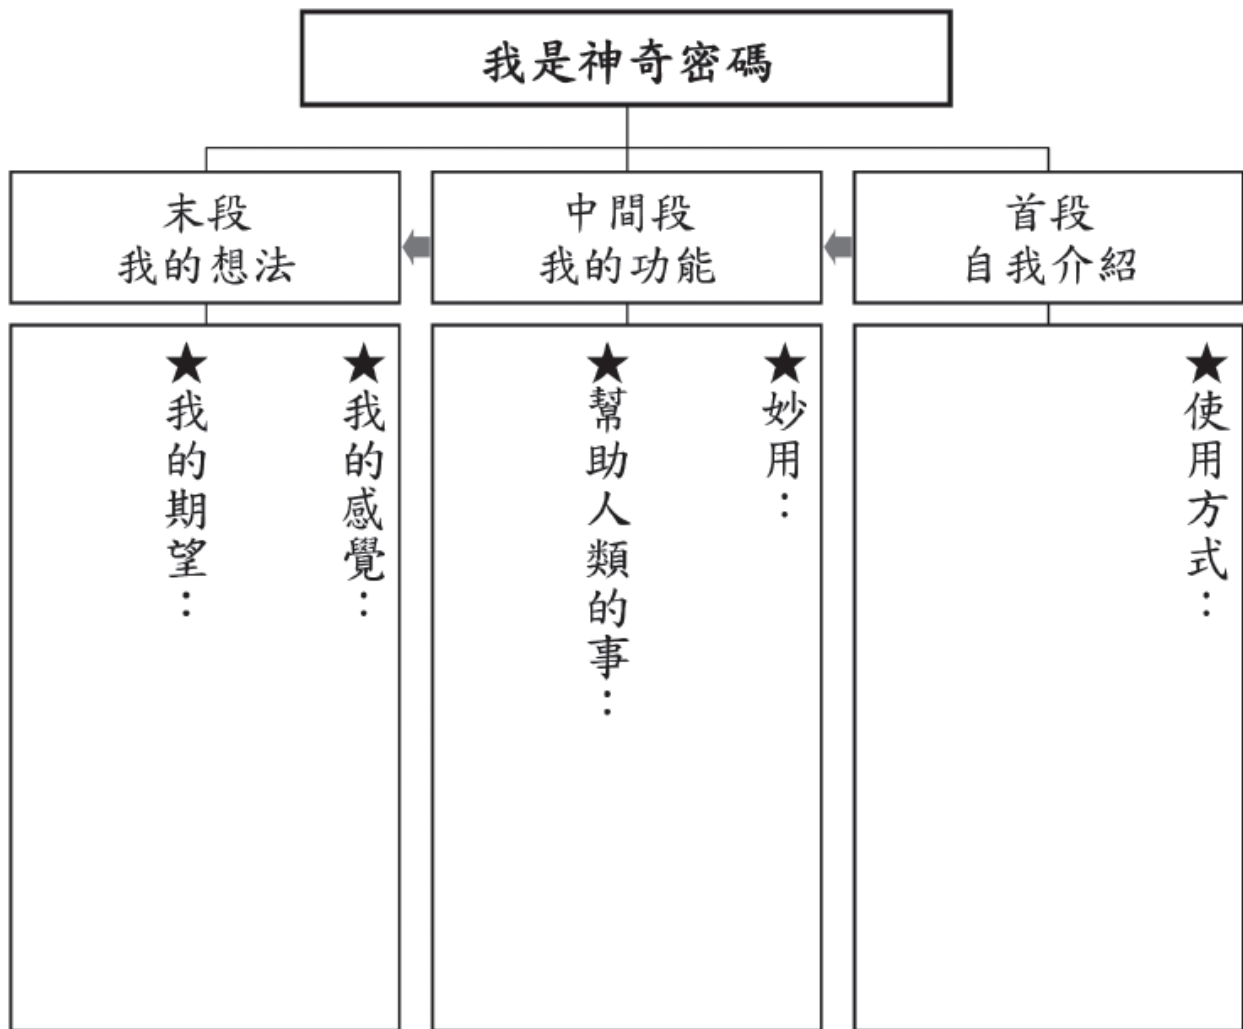 我是神奇密碼
首段
自我介紹
★使用方式：
中間段
我的功能
★妙用：
★幫助人類的事：
末段
我的想法
★我的感覺：
★我的期望：